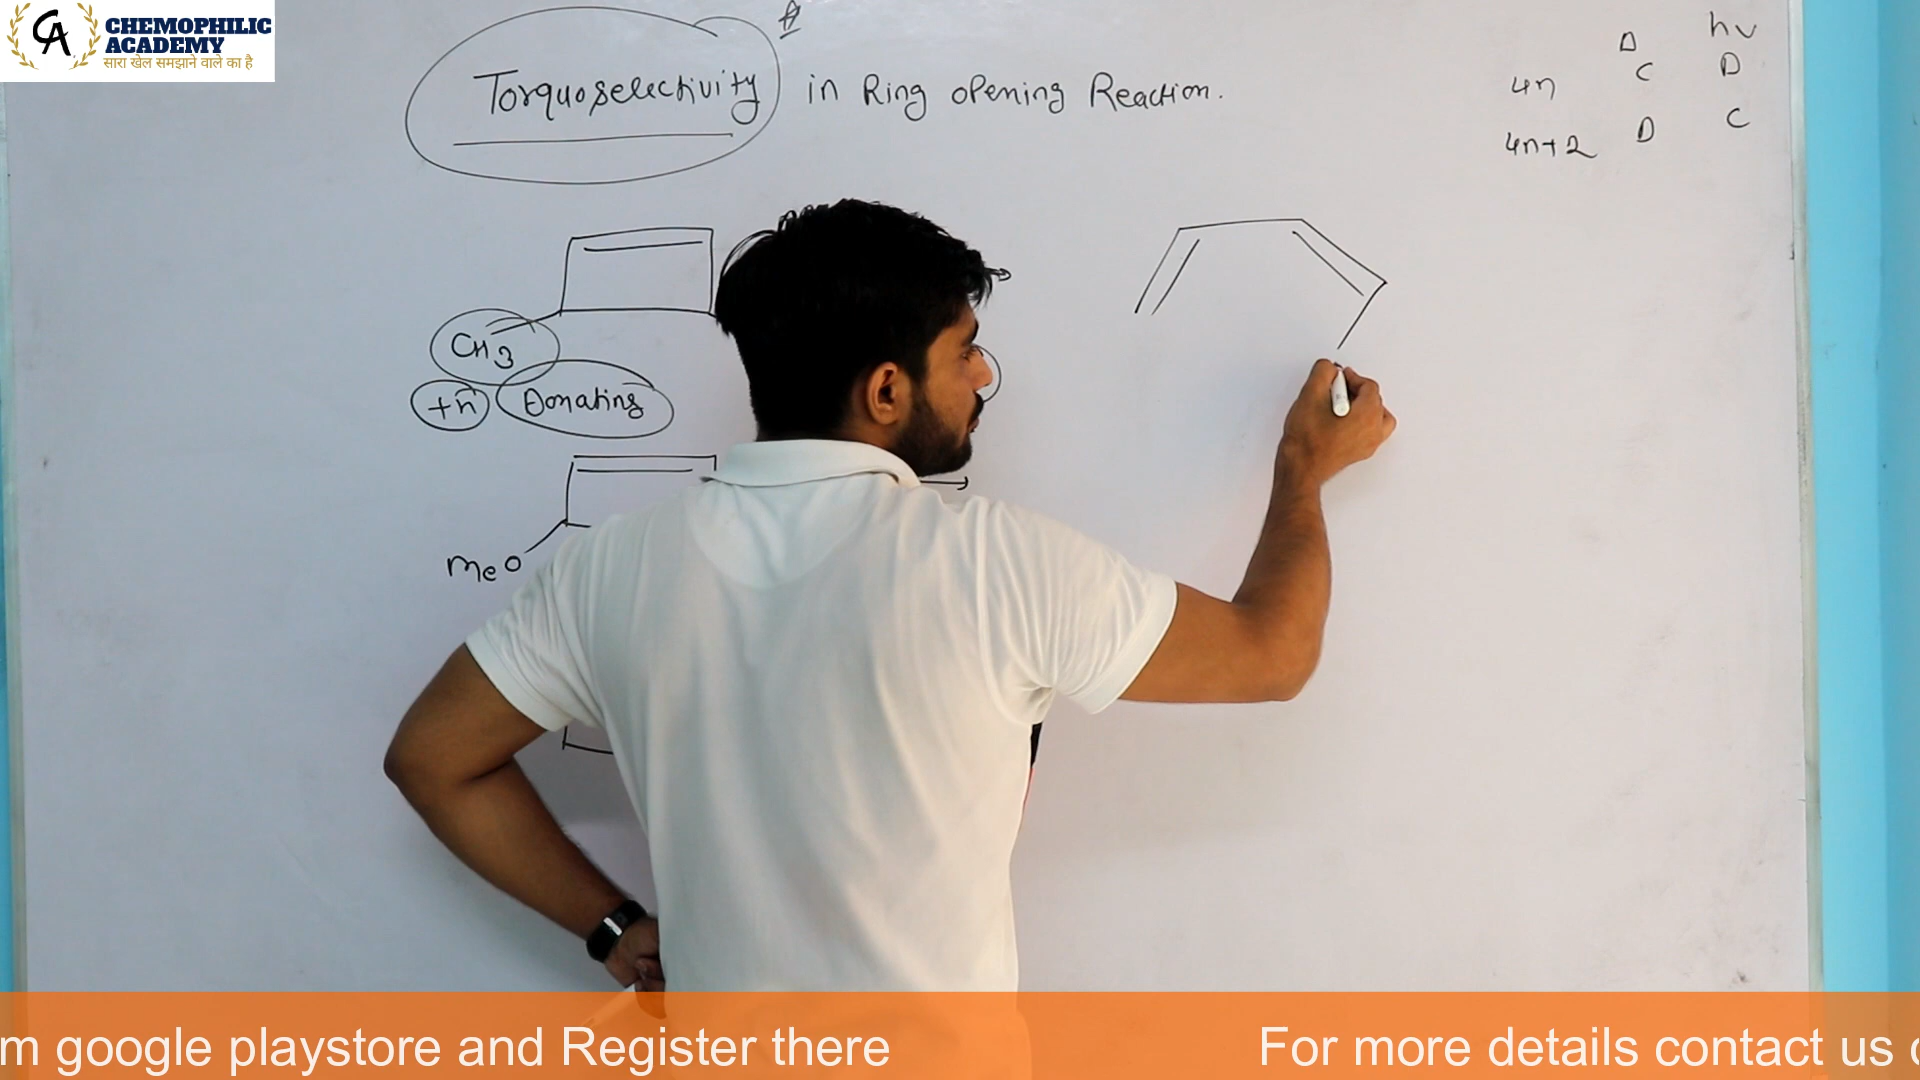 CHEMOPHILIC
ACADEMY
सारा खेल समझाने वाले का है
CA
Torquoselectivity in Ring opening Reaction.
Δ hν
4n C D
4n+2 D C
CH3
+n Donating
MeO
m google playstore and Register there
For more details contact us